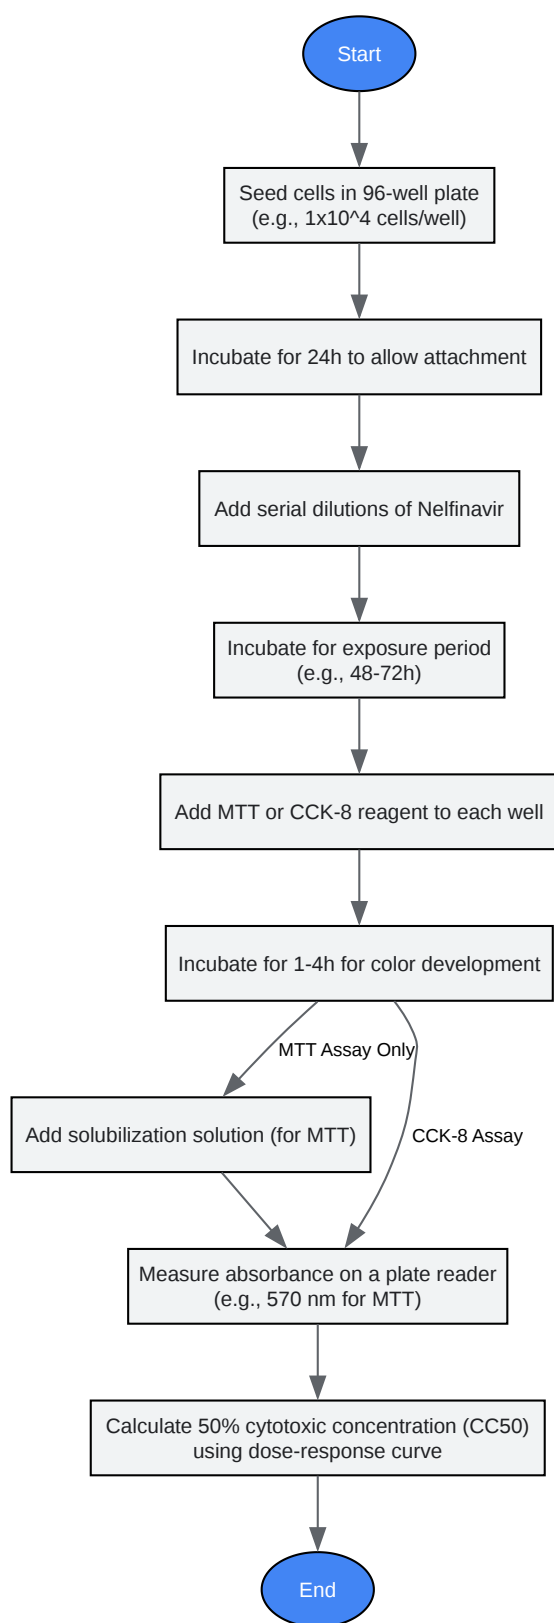 Start
Seed cells in 96-well plate
(e.g., 1x10^4 cells/well)
Incubate for 24h to allow attachment
Add serial dilutions of Nelfinavir
Incubate for exposure period
(e.g., 48-72h)
Add MTT or CCK-8 reagent to each well
Incubate for 1-4h for color development
MTT Assay Only
Add solubilization solution (for MTT)
CCK-8 Assay
Measure absorbance on a plate reader
(e.g., 570 nm for MTT)
Calculate 50% cytotoxic concentration (CC50)
using dose-response curve
End